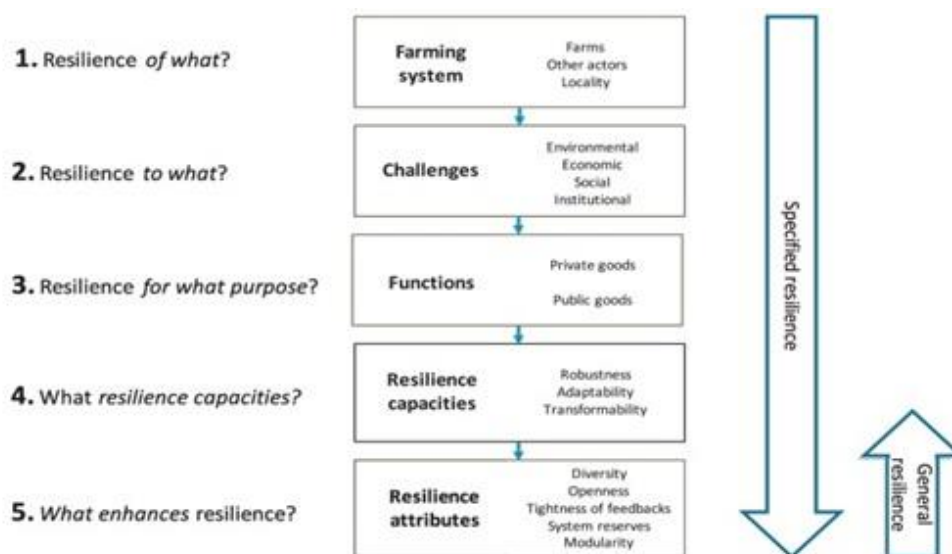 1. Resilience of what?
Farming
system
Farms
Other actors
Locality
2. Resilience to what?
Challenges
Environmental
Economic
Social
Institutional
3. Resilience for what purpose?
Functions
Private goods
Public goods
4. What resilience capacities?
Resilience
capacities
Robustness
Adaptability
Transformability
5. What enhances resilience?
Resilience
attributes
Diversity
Openness
Tightness of feedbacks
System reserves
Modularity
Specified resilience
General
resilience